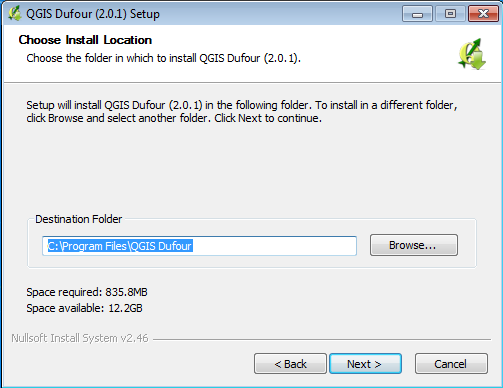 QGIS Dufour (2.0.1) Setup
Choose Install Location
Choose the folder in which to install QGIS Dufour (2.0.1).
Setup will install QGIS Dufour (2.0.1) in the following folder. To install in a different folder,
click Browse and select another folder. Click Next to continue.
Destination Folder
C:\Program Files\QGIS Dufour
Browse...
Space required: 835.8MB
Space available: 12.2GB
Nullsoft Install System v2.46
< Back
Next >
Cancel